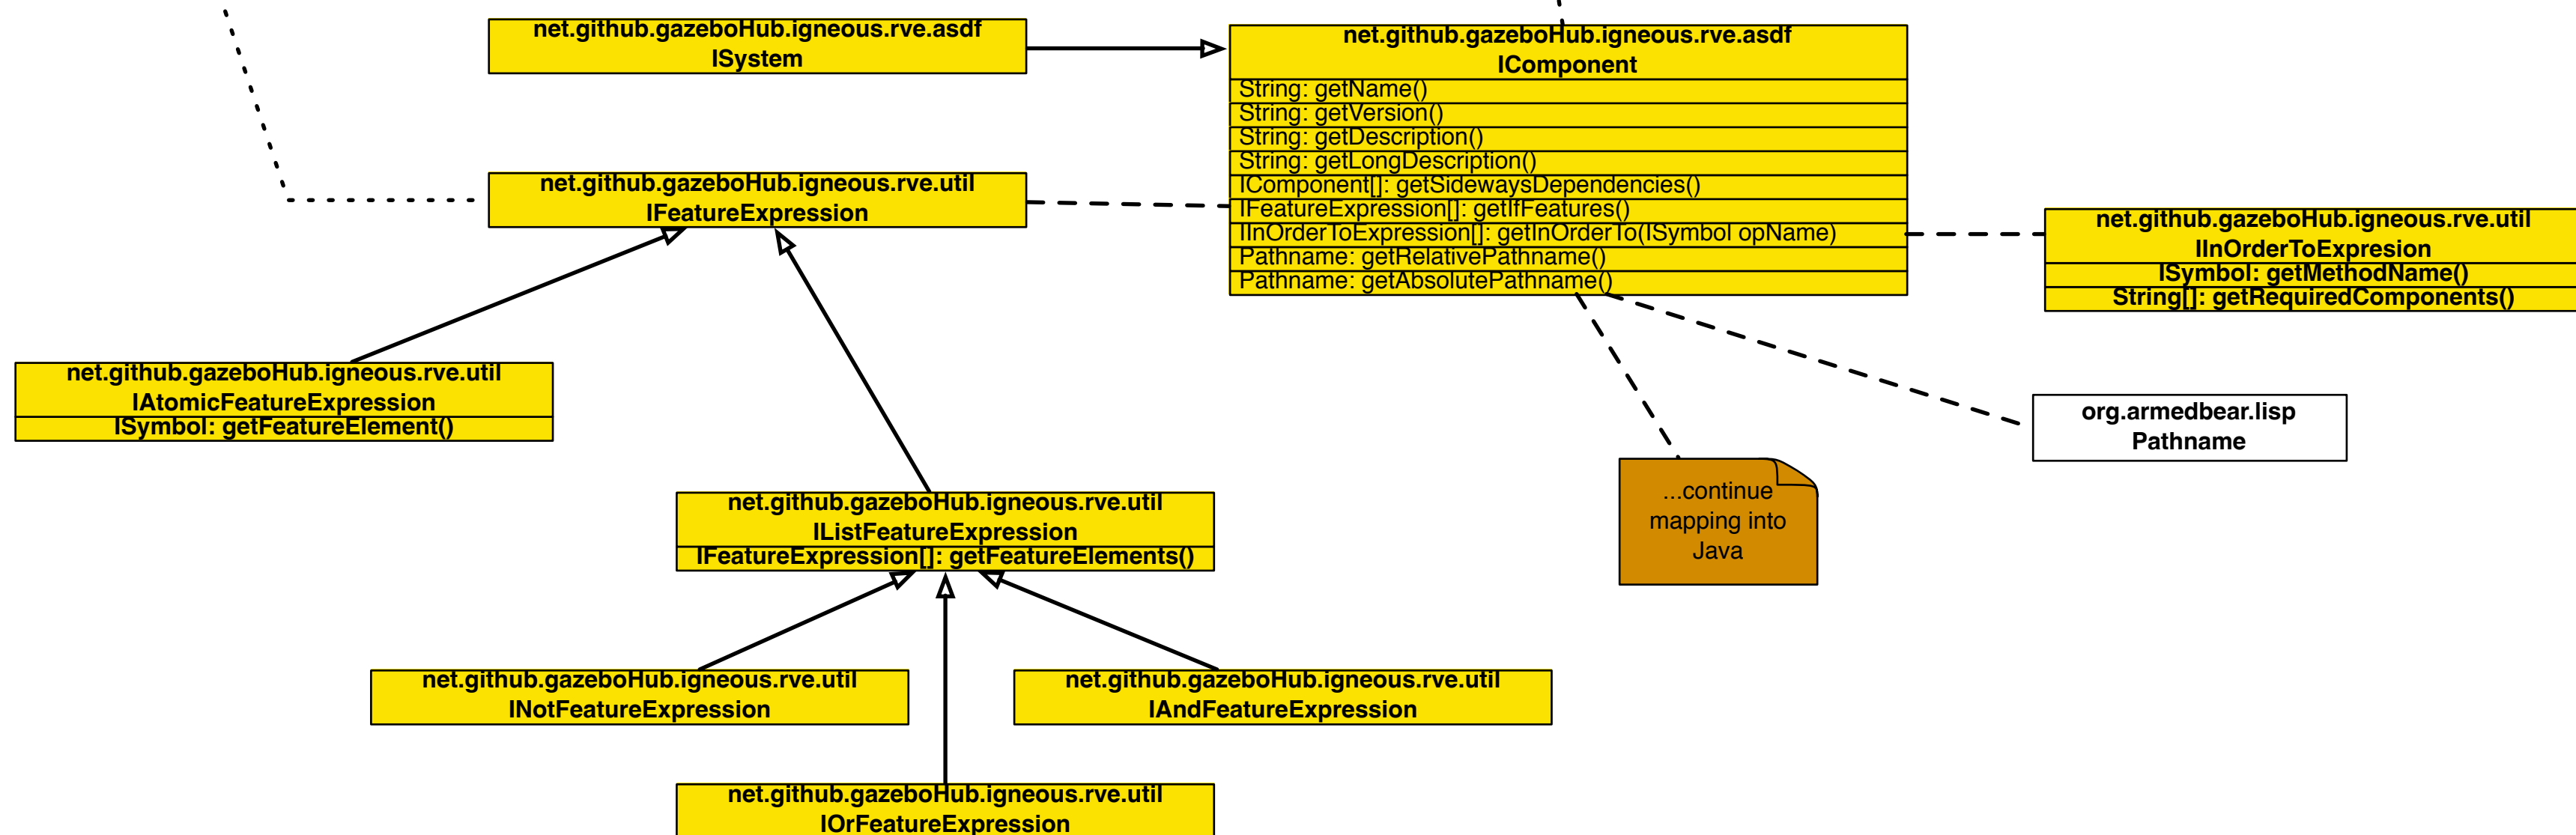 net.github.gazeboHub.igneous.rve.asdf
ISystem
net.github.gazeboHub.igneous.rve.asdf
IComponent
String: getName()
String: getVersion()
String: getDescription()
String: getLongDescription()
IComponent[]: getSidewaysDependencies()
IFeatureExpression[]: getIfFeatures()
IInOrderToExpression[]: getInOrderTo(ISymbol opName)
Pathname: getRelativePathname()
Pathname: getAbsolutePathname()
net.github.gazeboHub.igneous.rve.util
IFeatureExpression
net.github.gazeboHub.igneous.rve.util
IInOrderToExpresion
ISymbol: getMethodName()
String[]: getRequiredComponents()
net.github.gazeboHub.igneous.rve.util
IAtomicFeatureExpression
ISymbol: getFeatureElement()
org.armedbear.lisp
Pathname
...continue
mapping into
Java
net.github.gazeboHub.igneous.rve.util
IListFeatureExpression
IFeatureExpression[]: getFeatureElements()
net.github.gazeboHub.igneous.rve.util
INotFeatureExpression
net.github.gazeboHub.igneous.rve.util
IAndFeatureExpression
net.github.gazeboHub.igneous.rve.util
IOrFeatureExpression